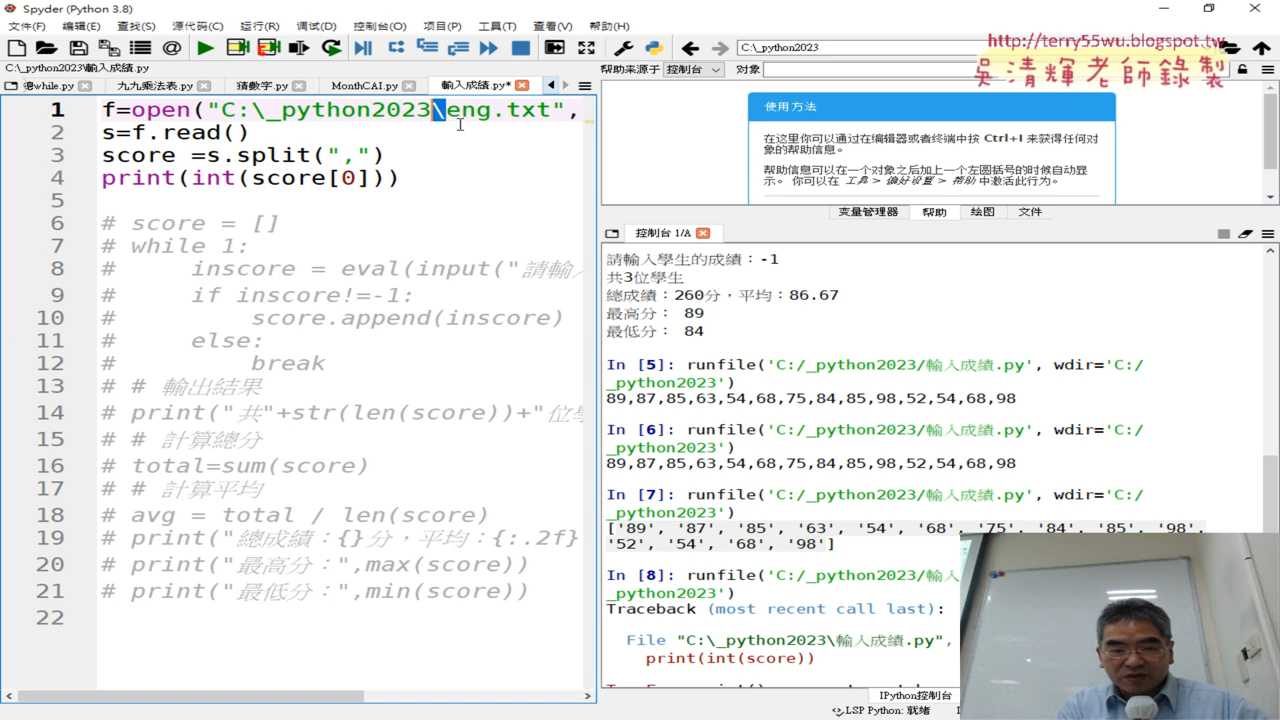 Spyder (Python 3.8)
文件(F) 编辑(E) 查找(S) 源代码(C) 运行(R) 调试(D) 控制台(O) 项目(P) 工具(T) 查看(V) 帮助(H)
C:\_python2023
http://terry55wu.blogspot.tw
吳清輝老師錄製
C:\_python2023\輸入成績.py
while.py 九九乘法表.py 猜數字.py MonthCAI.py 輸入成績.py*
帮助来源于 控制台 对象
1 f=open("C:\_python2023\eng.txt",
2 s=f.read()
3 score =s.split(",")
4 print(int(score[0]))
5
6 # score = []
7 # while 1:
8 #     inscore = eval(input("請輸入
9 #     if inscore!=-1:
10 #         score.append(inscore)
11 #     else:
12 #         break
13 # # 輸出結果
14 # print("共"+str(len(score))+"位學
15 # # 計算總分
16 # total=sum(score)
17 # # 計算平均
18 # avg = total / len(score)
19 # print("總成績：{}分，平均：{:.2f}
20 # print("最高分：",max(score))
21 # print("最低分：",min(score))
22
使用方法
在这里你可以通过在编辑器或者终端中按 Ctrl+I 来获得任何对
象的帮助信息。
帮助信息可以在一个对象之后加上一个左圆括号的时候自动显
示。 你可以在 工具 > 偏好设置 > 帮助 中激活此行为。
变量管理器 帮助 绘图 文件
控制台 1/A
請輸入學生的成績：-1
共3位學生
總成績：260分，平均：86.67
最高分： 89
最低分： 84
In [5]: runfile('C:/_python2023/輸入成績.py', wdir='C:/
_python2023')
89,87,85,63,54,68,75,84,85,98,52,54,68,98
In [6]: runfile('C:/_python2023/輸入成績.py', wdir='C:/
_python2023')
89,87,85,63,54,68,75,84,85,98,52,54,68,98
In [7]: runfile('C:/_python2023/輸入成績.py', wdir='C:/
_python2023')
['89', '87', '85', '63', '54', '68', '75', '84', '85', '98',
'52', '54', '68', '98']
In [8]: runfile('C:/_python2023/輸入
_python2023')
Traceback (most recent call last):
File "C:\_python2023\輸入成績.py",
print(int(score))
IPython控制台
LSP Python: 就绪